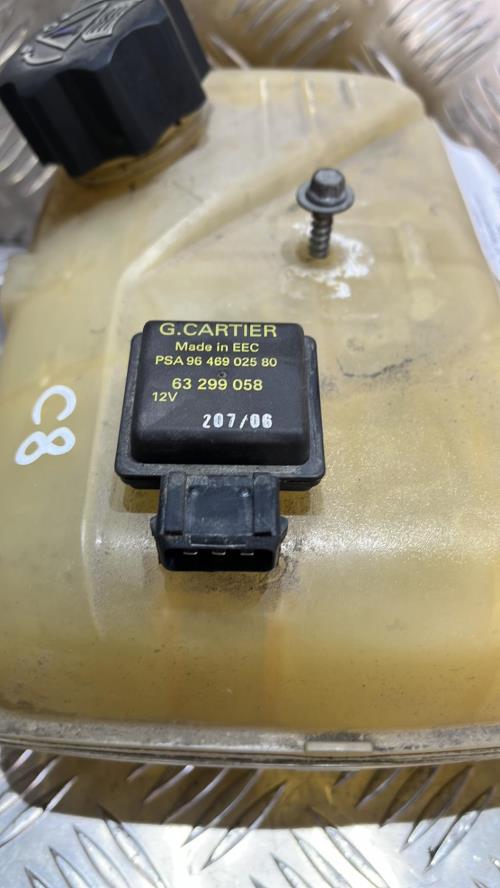 G.CARTIER
Made in EEC
PSA 96 469 025 80
63 299 058
12V
207/06
C8